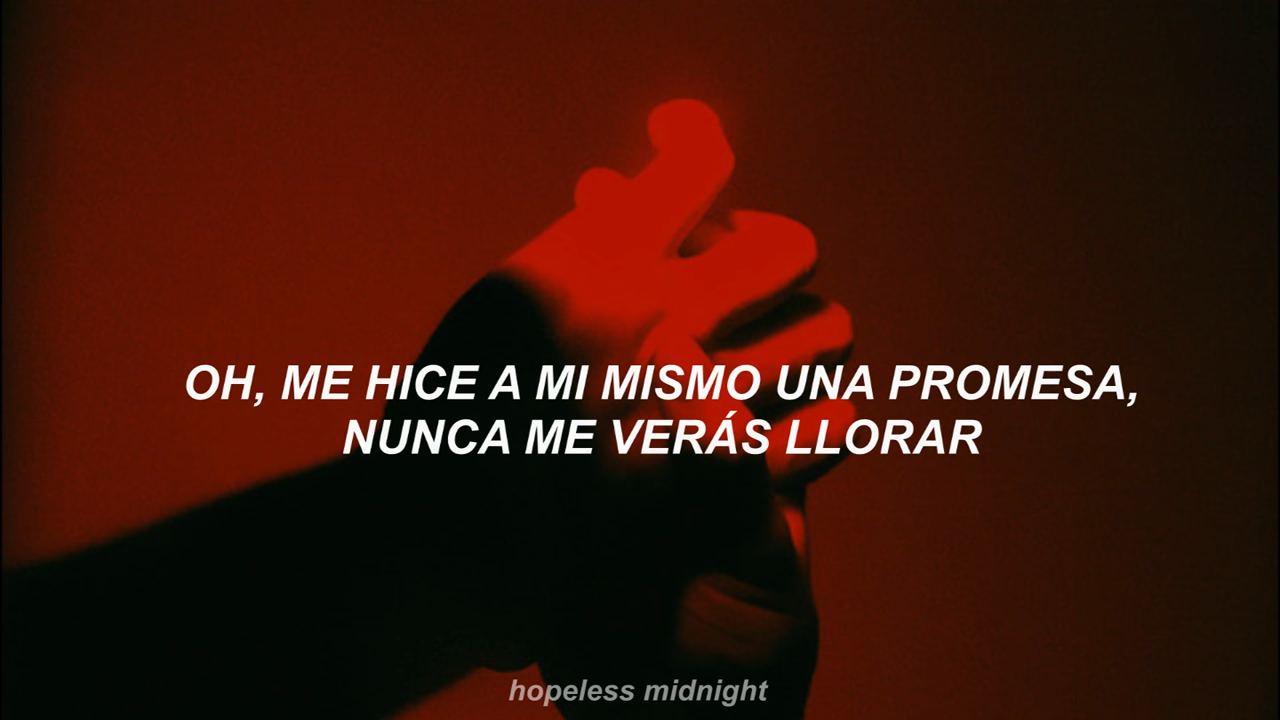 OH, ME HICE A MI MISMO UNA PROMESA,
NUNCA ME VERÁS LLORAR
hopeless midnight